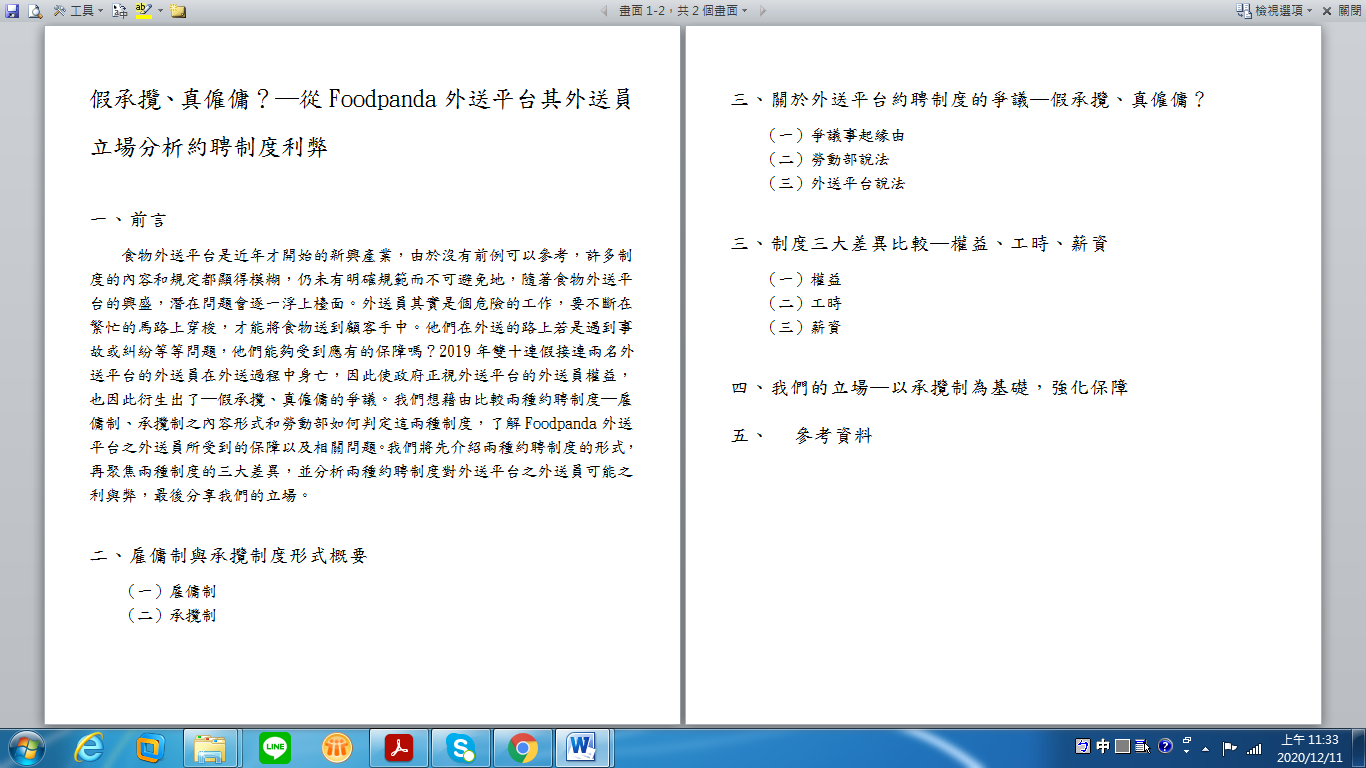 工具
畫面 1-2，共 2 個畫面
檢視選項
關閉
假承攬、真僱傭？—從 Foodpanda 外送平台其外送員
立場分析約聘制度利弊
一、前言
食物外送平台是近年才開始的新興產業，由於沒有前例可以參考，許多制
度的內容和規定都顯得模糊，仍未有明確規範而不可避免地，隨著食物外送平
台的興盛，潛在問題會逐一浮上檯面。外送員其實是個危險的工作，要不斷在
繁忙的馬路上穿梭，才能將食物送到顧客手中。他們在外送的路上若是遇到事
故或糾紛等等問題，他們能夠受到應有的保障嗎？2019 年雙十連假接連兩名外
送平台的外送員在外送過程中身亡，因此使政府正視外送平台的外送員權益，
也因此衍生出了—假承攬、真僱傭的爭議。我們想藉由比較兩種約聘制度—雇
傭制、承攬制之內容形式和勞動部如何判定這兩種制度，了解 Foodpanda 外送
平台之外送員所受到的保障以及相關問題。我們將先介紹兩種約聘制度的形式，
再聚焦兩種制度的三大差異，並分析兩種約聘制度對外送平台之外送員可能之
利與弊，最後分享我們的立場。
二、雇傭制與承攬制度形式概要
（一）雇傭制
（二）承攬制
三、關於外送平台約聘制度的爭議—假承攬、真僱傭？
（一）爭議事起緣由
（二）勞動部說法
（三）外送平台說法
三、制度三大差異比較—權益、工時、薪資
（一）權益
（二）工時
（三）薪資
四、我們的立場—以承攬制為基礎，強化保障
五、 參考資料
LINE
中
上午 11:33
2020/12/11